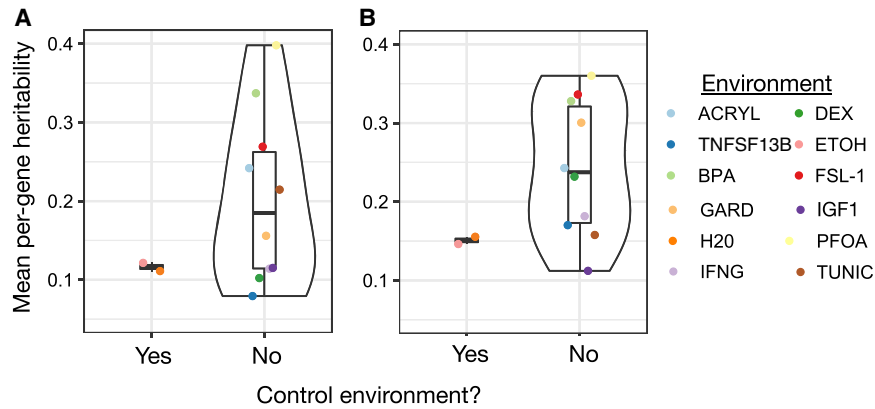 A
B
Mean per-gene heritability
0.4
0.3
0.2
0.1
0.4
0.3
0.2
0.1
Yes
No
Yes
No
Control environment?
Environment
ACRYL
DEX
TNFSF13B
ETOH
BPA
FSL-1
GARD
IGF1
H20
PFOA
IFNG
TUNIC